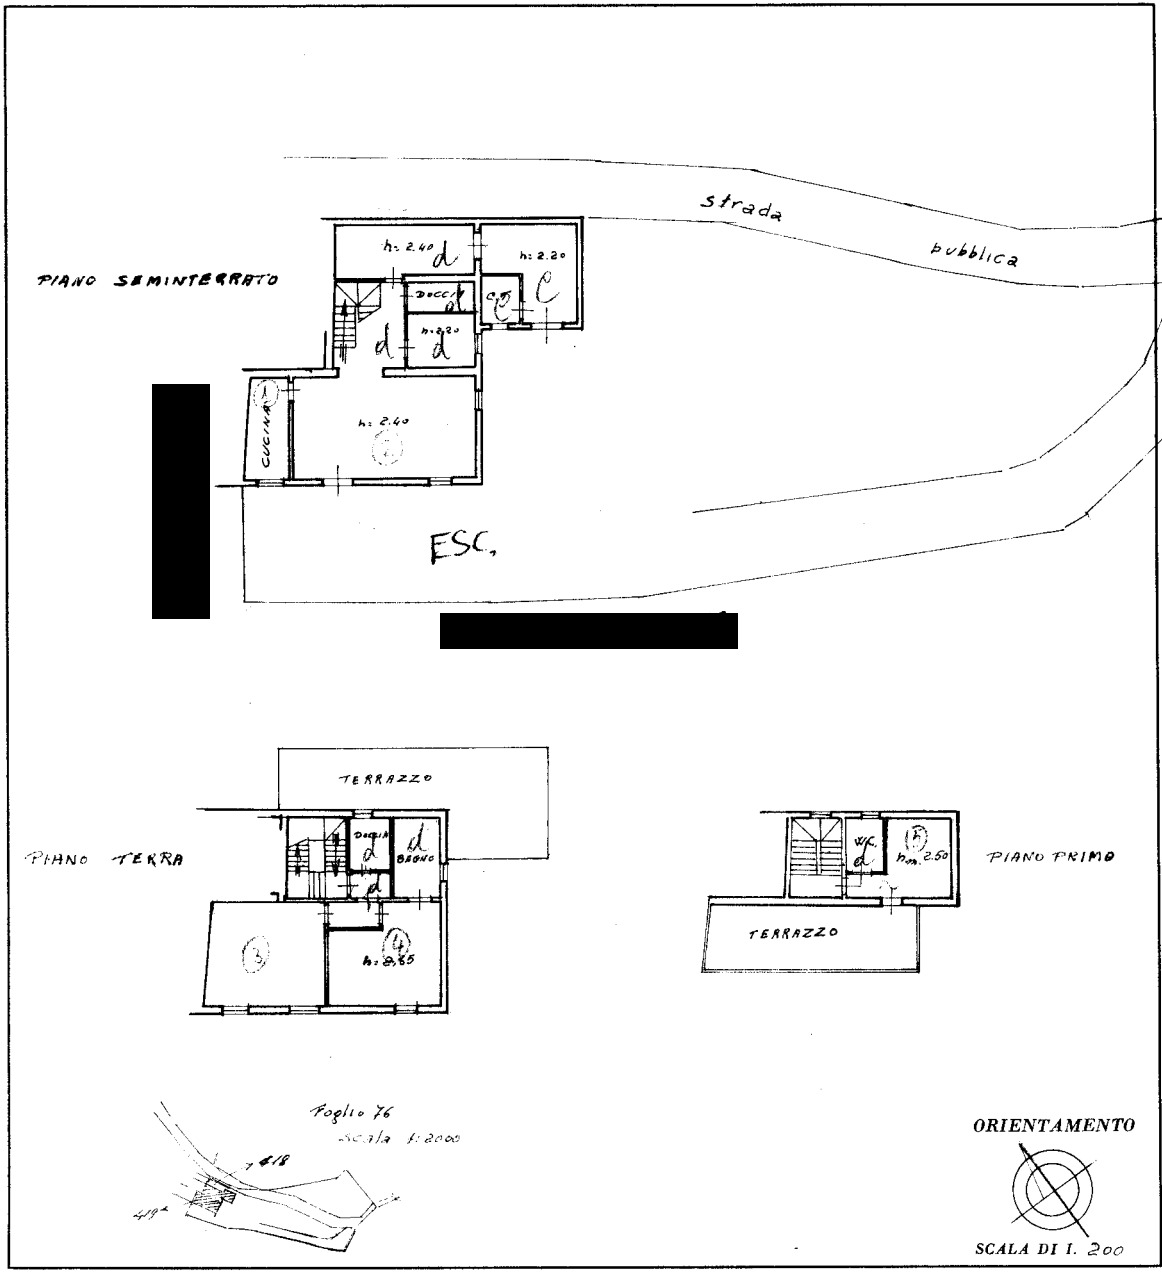 strada
pubblica
PIANO SEMINTERRATO
h= 2.40
d
h= 2.20
C
DOCCIA
d
C
h= 2.20
d
d
1
CUCINA
h= 2.40
2
ESC.
TERRAZZO
PIANO TERRA
DOCCIA
d
d
BAGNO
d
3
4
h= 2,85
PIANO PRIMO
W.C.
d
5
hm. 2.50
TERRAZZO
Foglio 76
Scala 1:2000
418
419
ORIENTAMENTO
SCALA DI 1. 200